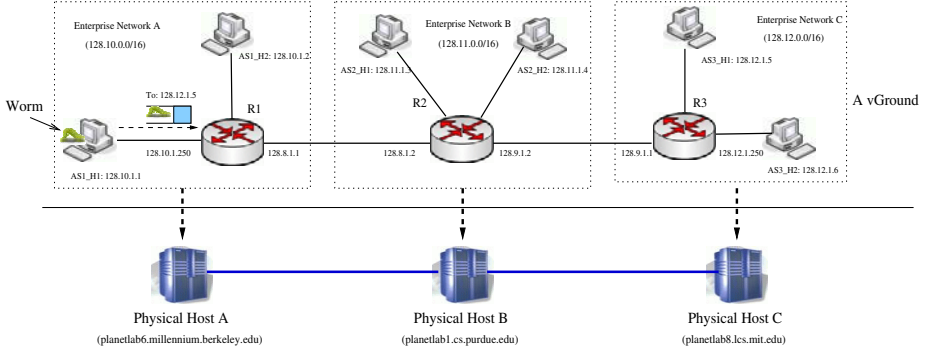 Enterprise Network A
(128.10.0.0/16)
AS1_H2: 128.10.1.2
To: 128.12.1.5
R1
Worm
128.10.1.250
128.8.1.1
AS1_H1: 128.10.1.1
Enterprise Network B
(128.11.0.0/16)
AS2_H1: 128.11.1.3
AS2_H2: 128.11.1.4
R2
128.8.1.2
128.9.1.2
Enterprise Network C
(128.12.0.0/16)
AS3_H1: 128.12.1.5
R3
A vGround
128.9.1.1
128.12.1.250
AS3_H2: 128.12.1.6
Physical Host A
(planetlab6.millennium.berkeley.edu)
Physical Host B
(planetlab1.cs.purdue.edu)
Physical Host C
(planetlab8.lcs.mit.edu)